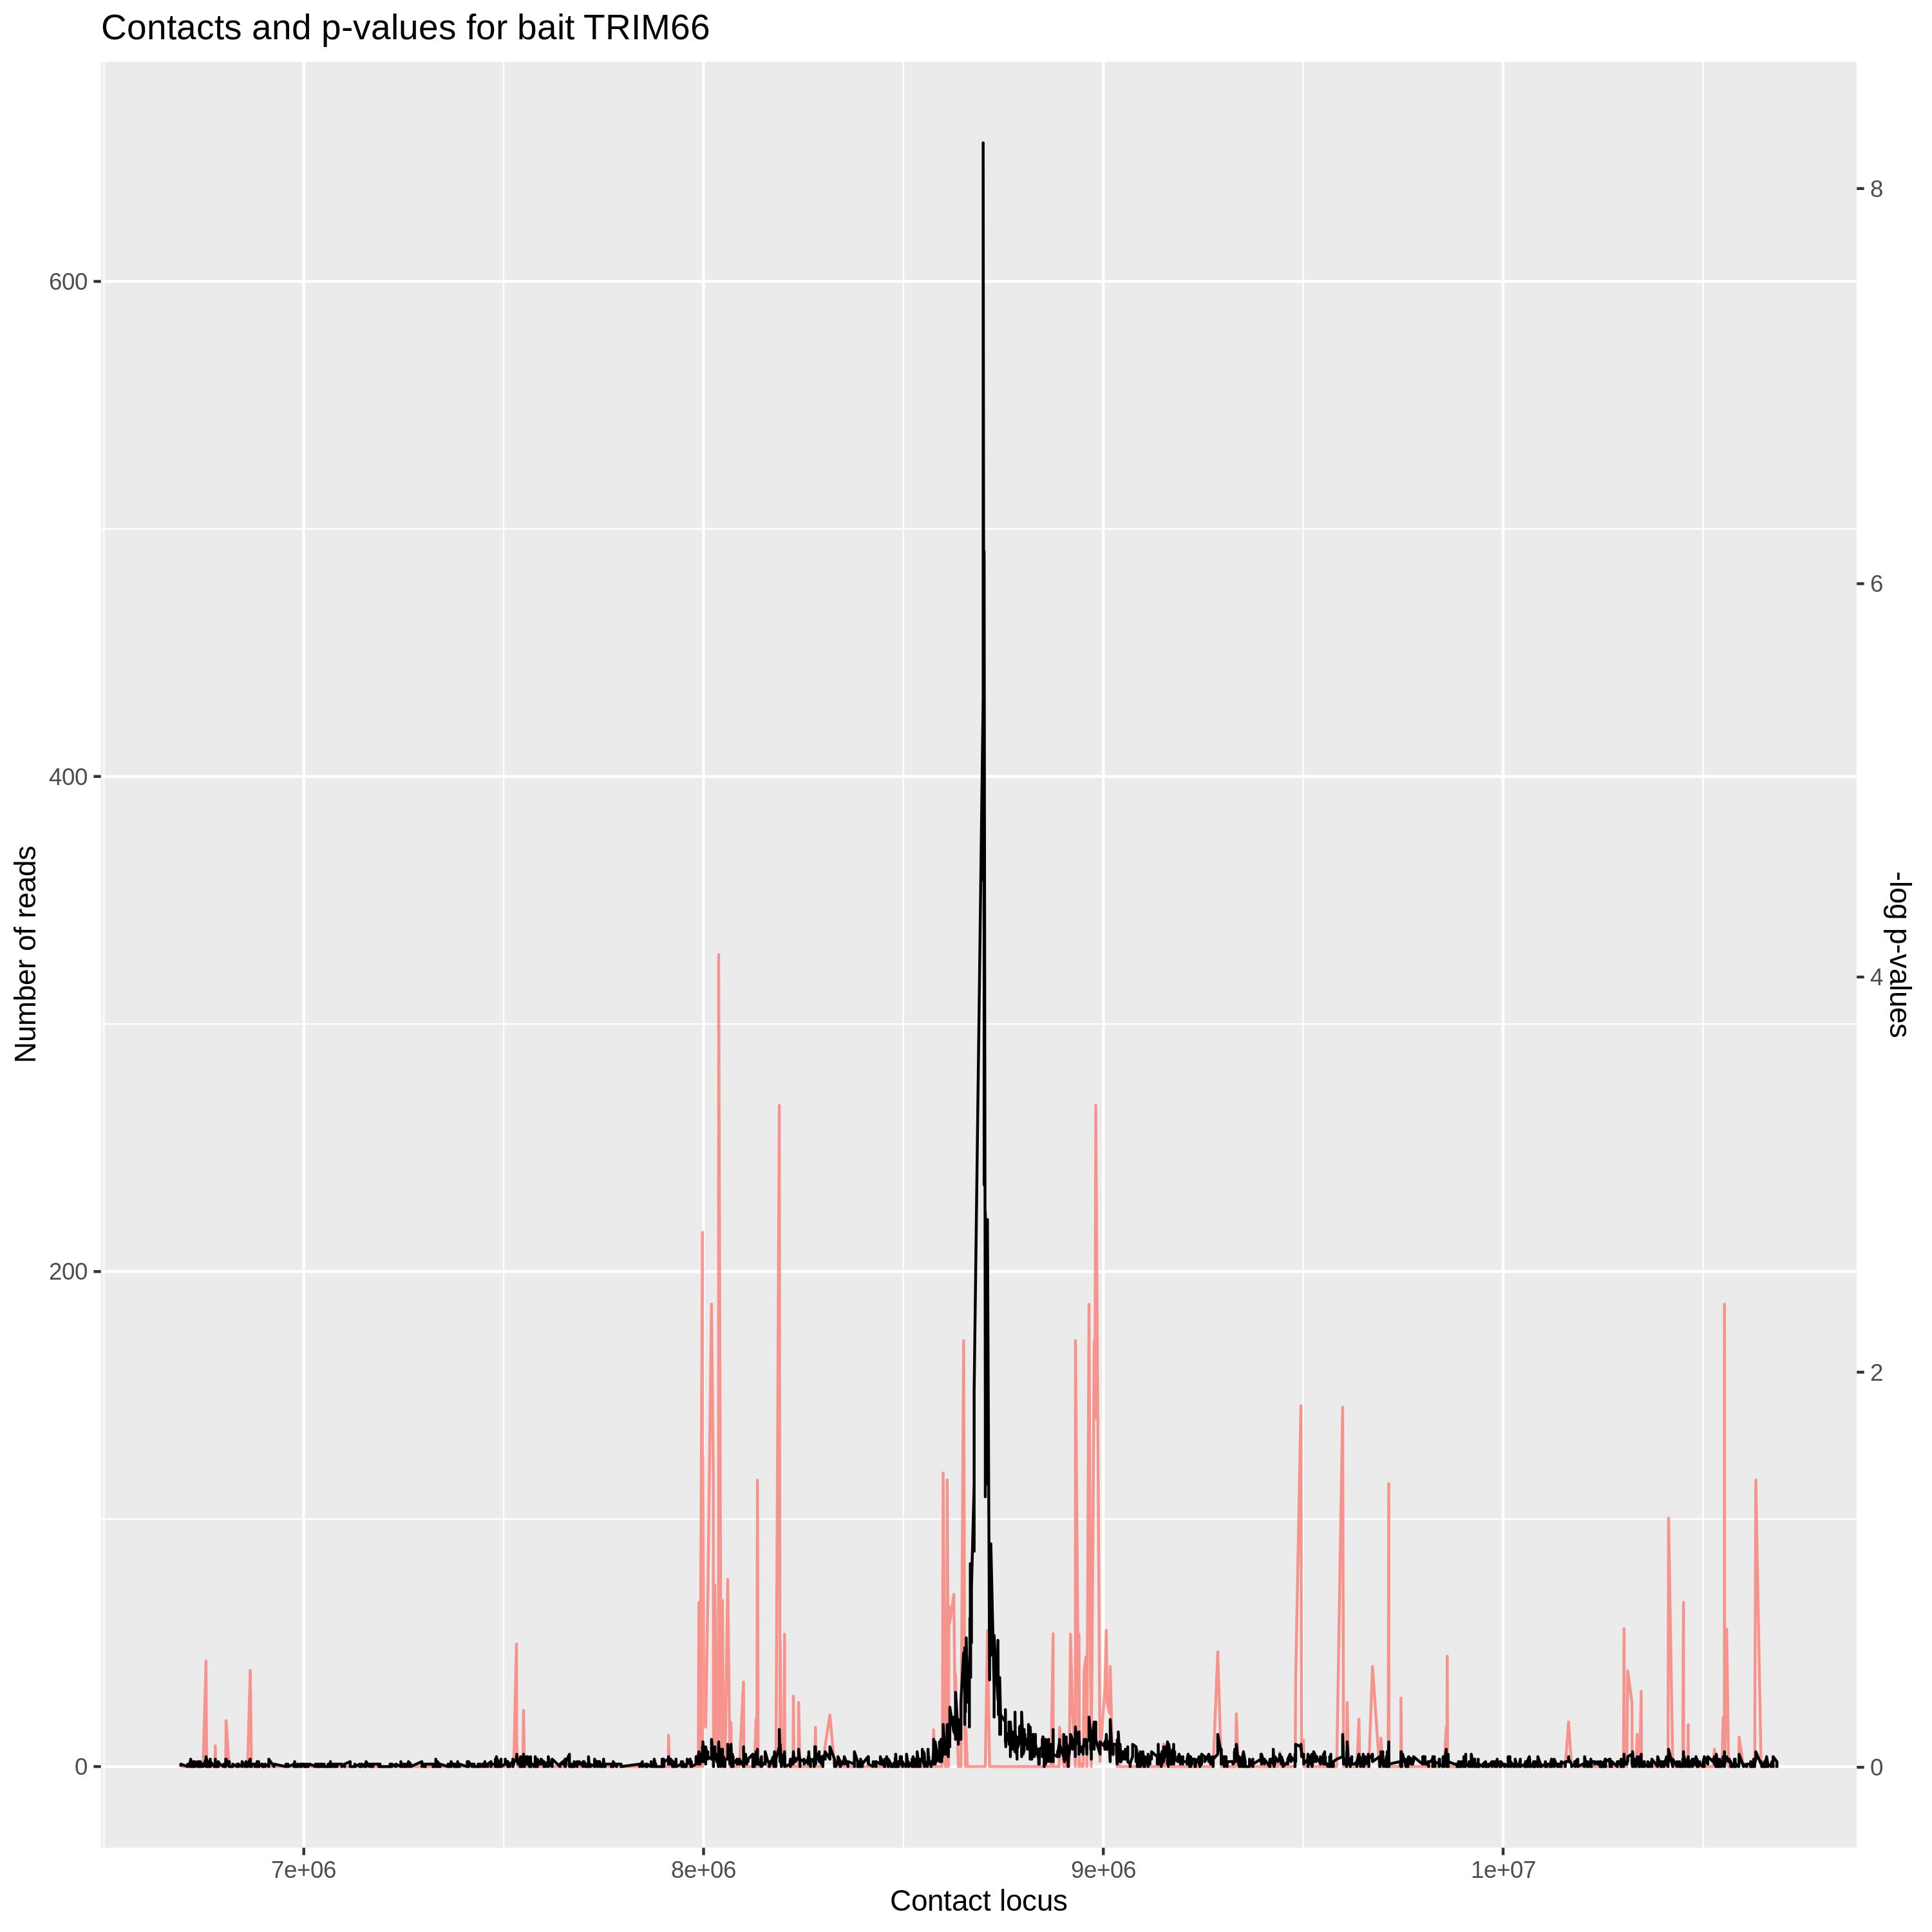 Contacts and p-values for bait TRIM66
600
400
200
0
Number of reads
8
6
4
2
0
-log p-values
7e+06
8e+06
9e+06
1e+07
Contact locus